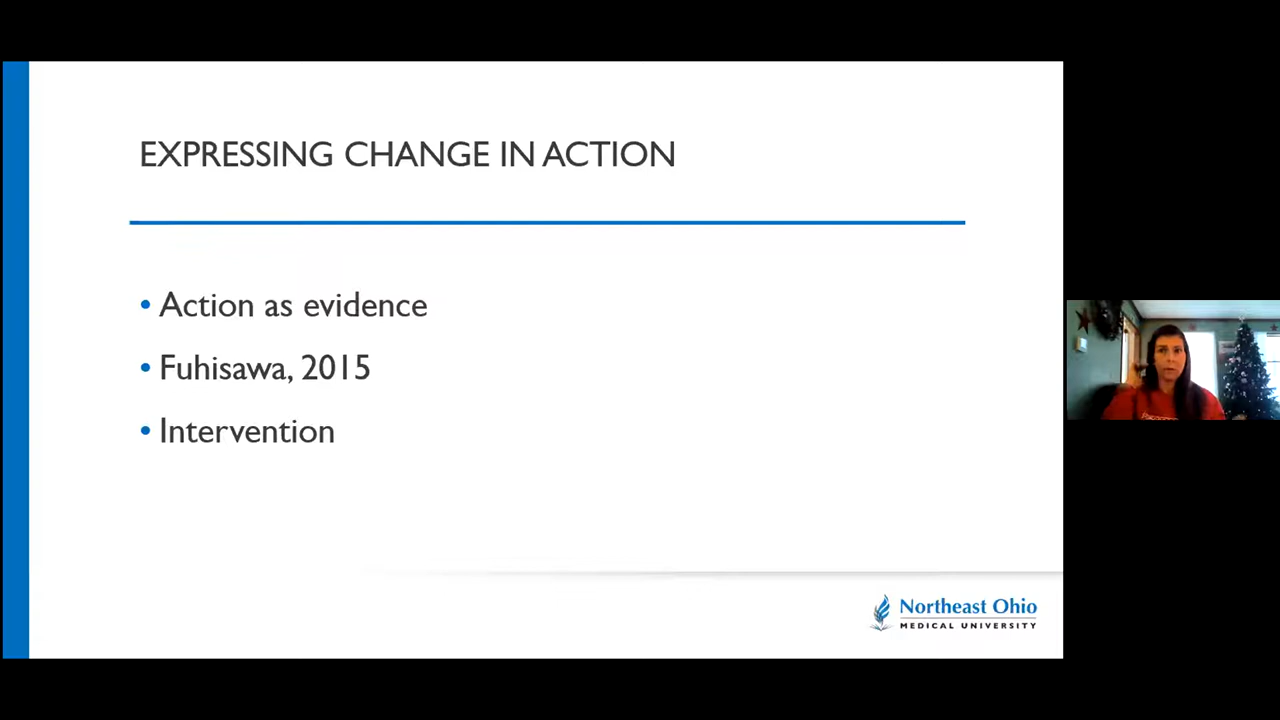 EXPRESSING CHANGE IN ACTION
• Action as evidence
• Fuhisawa, 2015
• Intervention
Northeast Ohio
MEDICAL UNIVERSITY